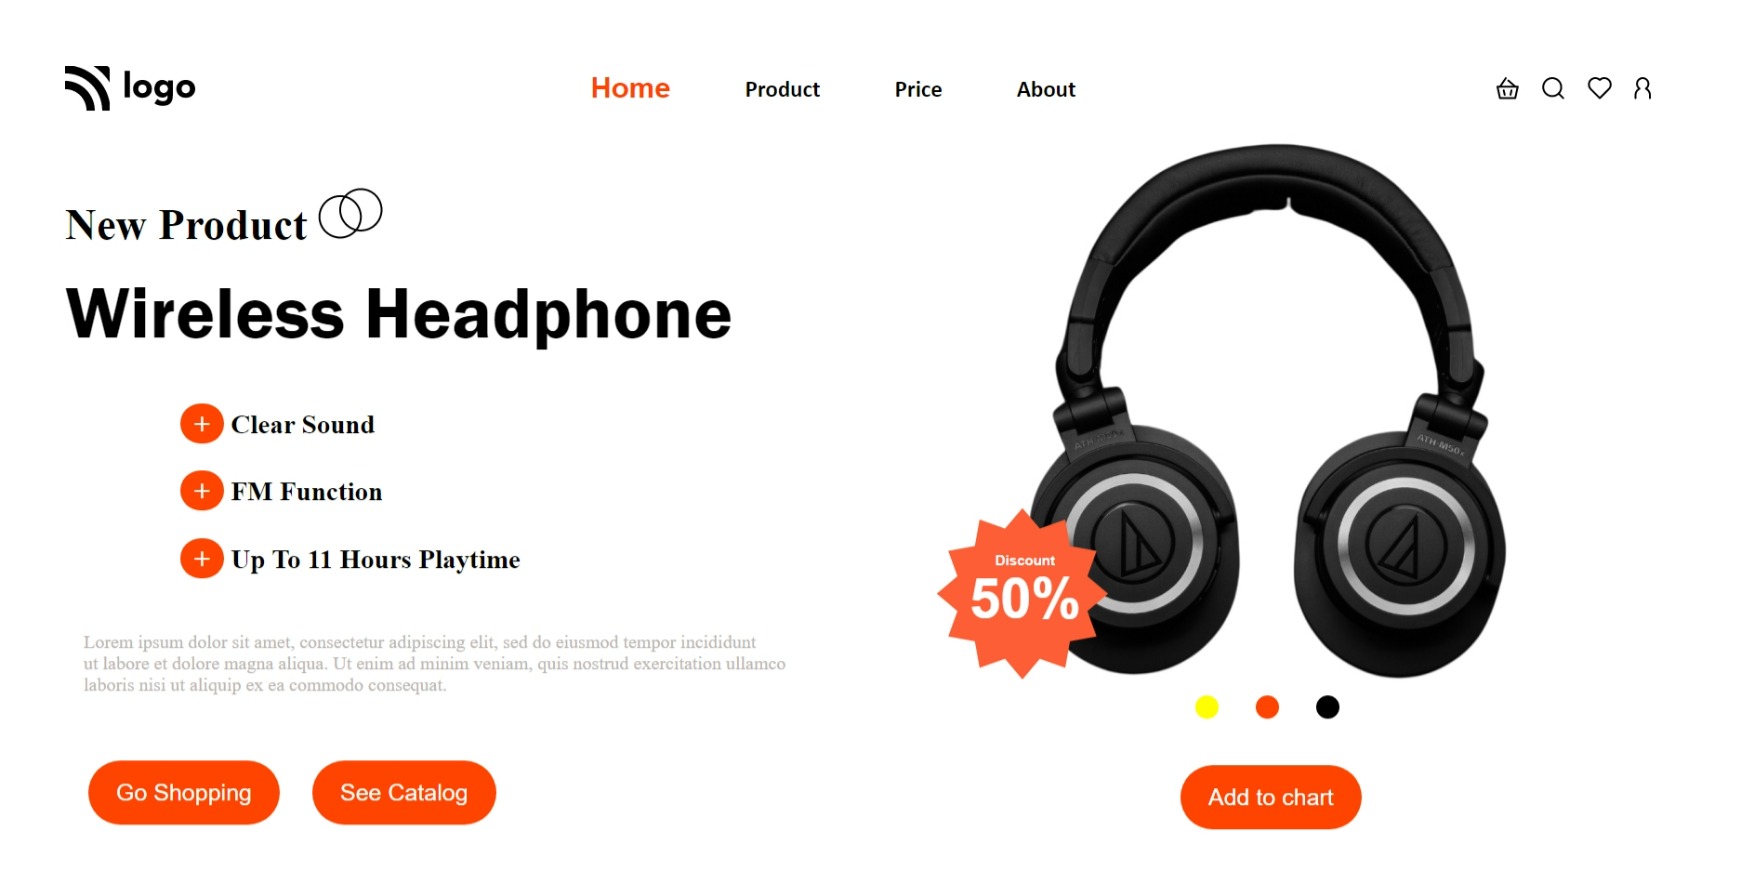 logo
Home Product Price About
New Product
Wireless Headphone
+ Clear Sound
+ FM Function
+ Up To 11 Hours Playtime
Lorem ipsum dolor sit amet, consectetur adipiscing elit, sed do eiusmod tempor incididunt
ut labore et dolore magna aliqua. Ut enim ad minim veniam, quis nostrud exercitation ullamco
laboris nisi ut aliquip ex ea commodo consequat.
Go Shopping See Catalog
ATH-M50x
ATH-M50x
Discount
50%
Add to chart